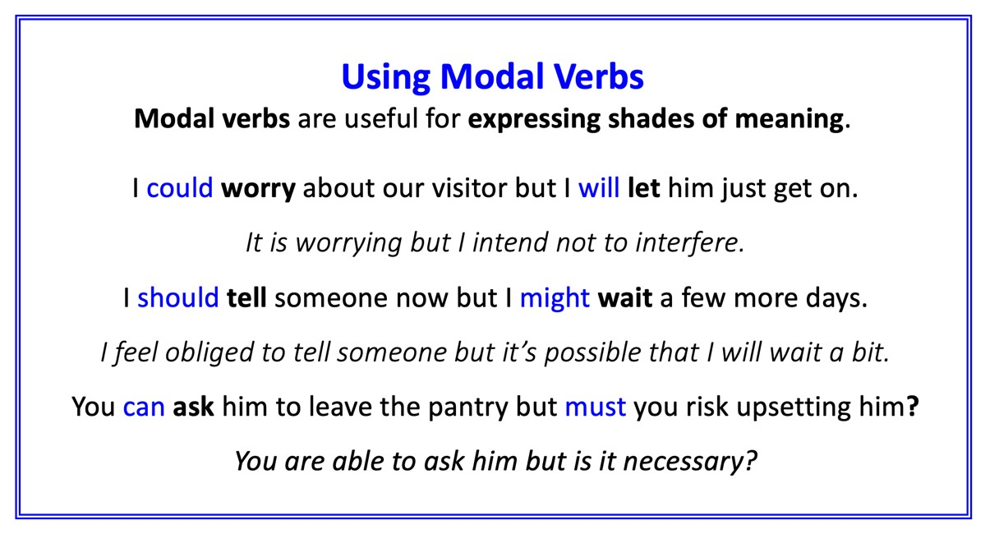 Using Modal Verbs
Modal verbs are useful for expressing shades of meaning.
I could worry about our visitor but I will let him just get on.
It is worrying but I intend not to interfere.
I should tell someone now but I might wait a few more days.
I feel obliged to tell someone but it’s possible that I will wait a bit.
You can ask him to leave the pantry but must you risk upsetting him?
You are able to ask him but is it necessary?